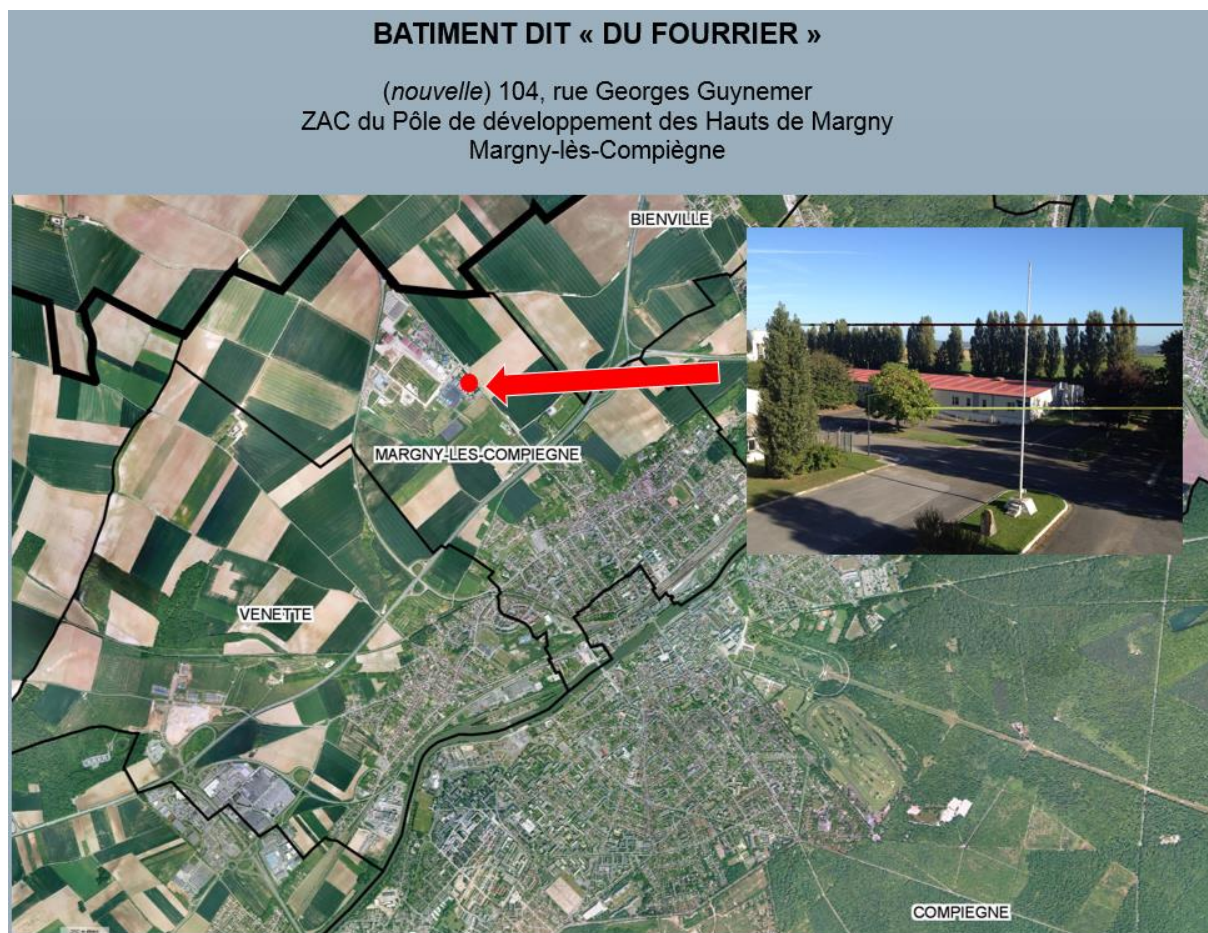 BATIMENT DIT « DU FOURRIER »
(nouvelle) 104, rue Georges Guynemer
ZAC du Pôle de développement des Hauts de Margny
Margny-lès-Compiègne
BIENVILLE
MARGNY-LES-COMPIEGNE
VENETTE
COMPIEGNE